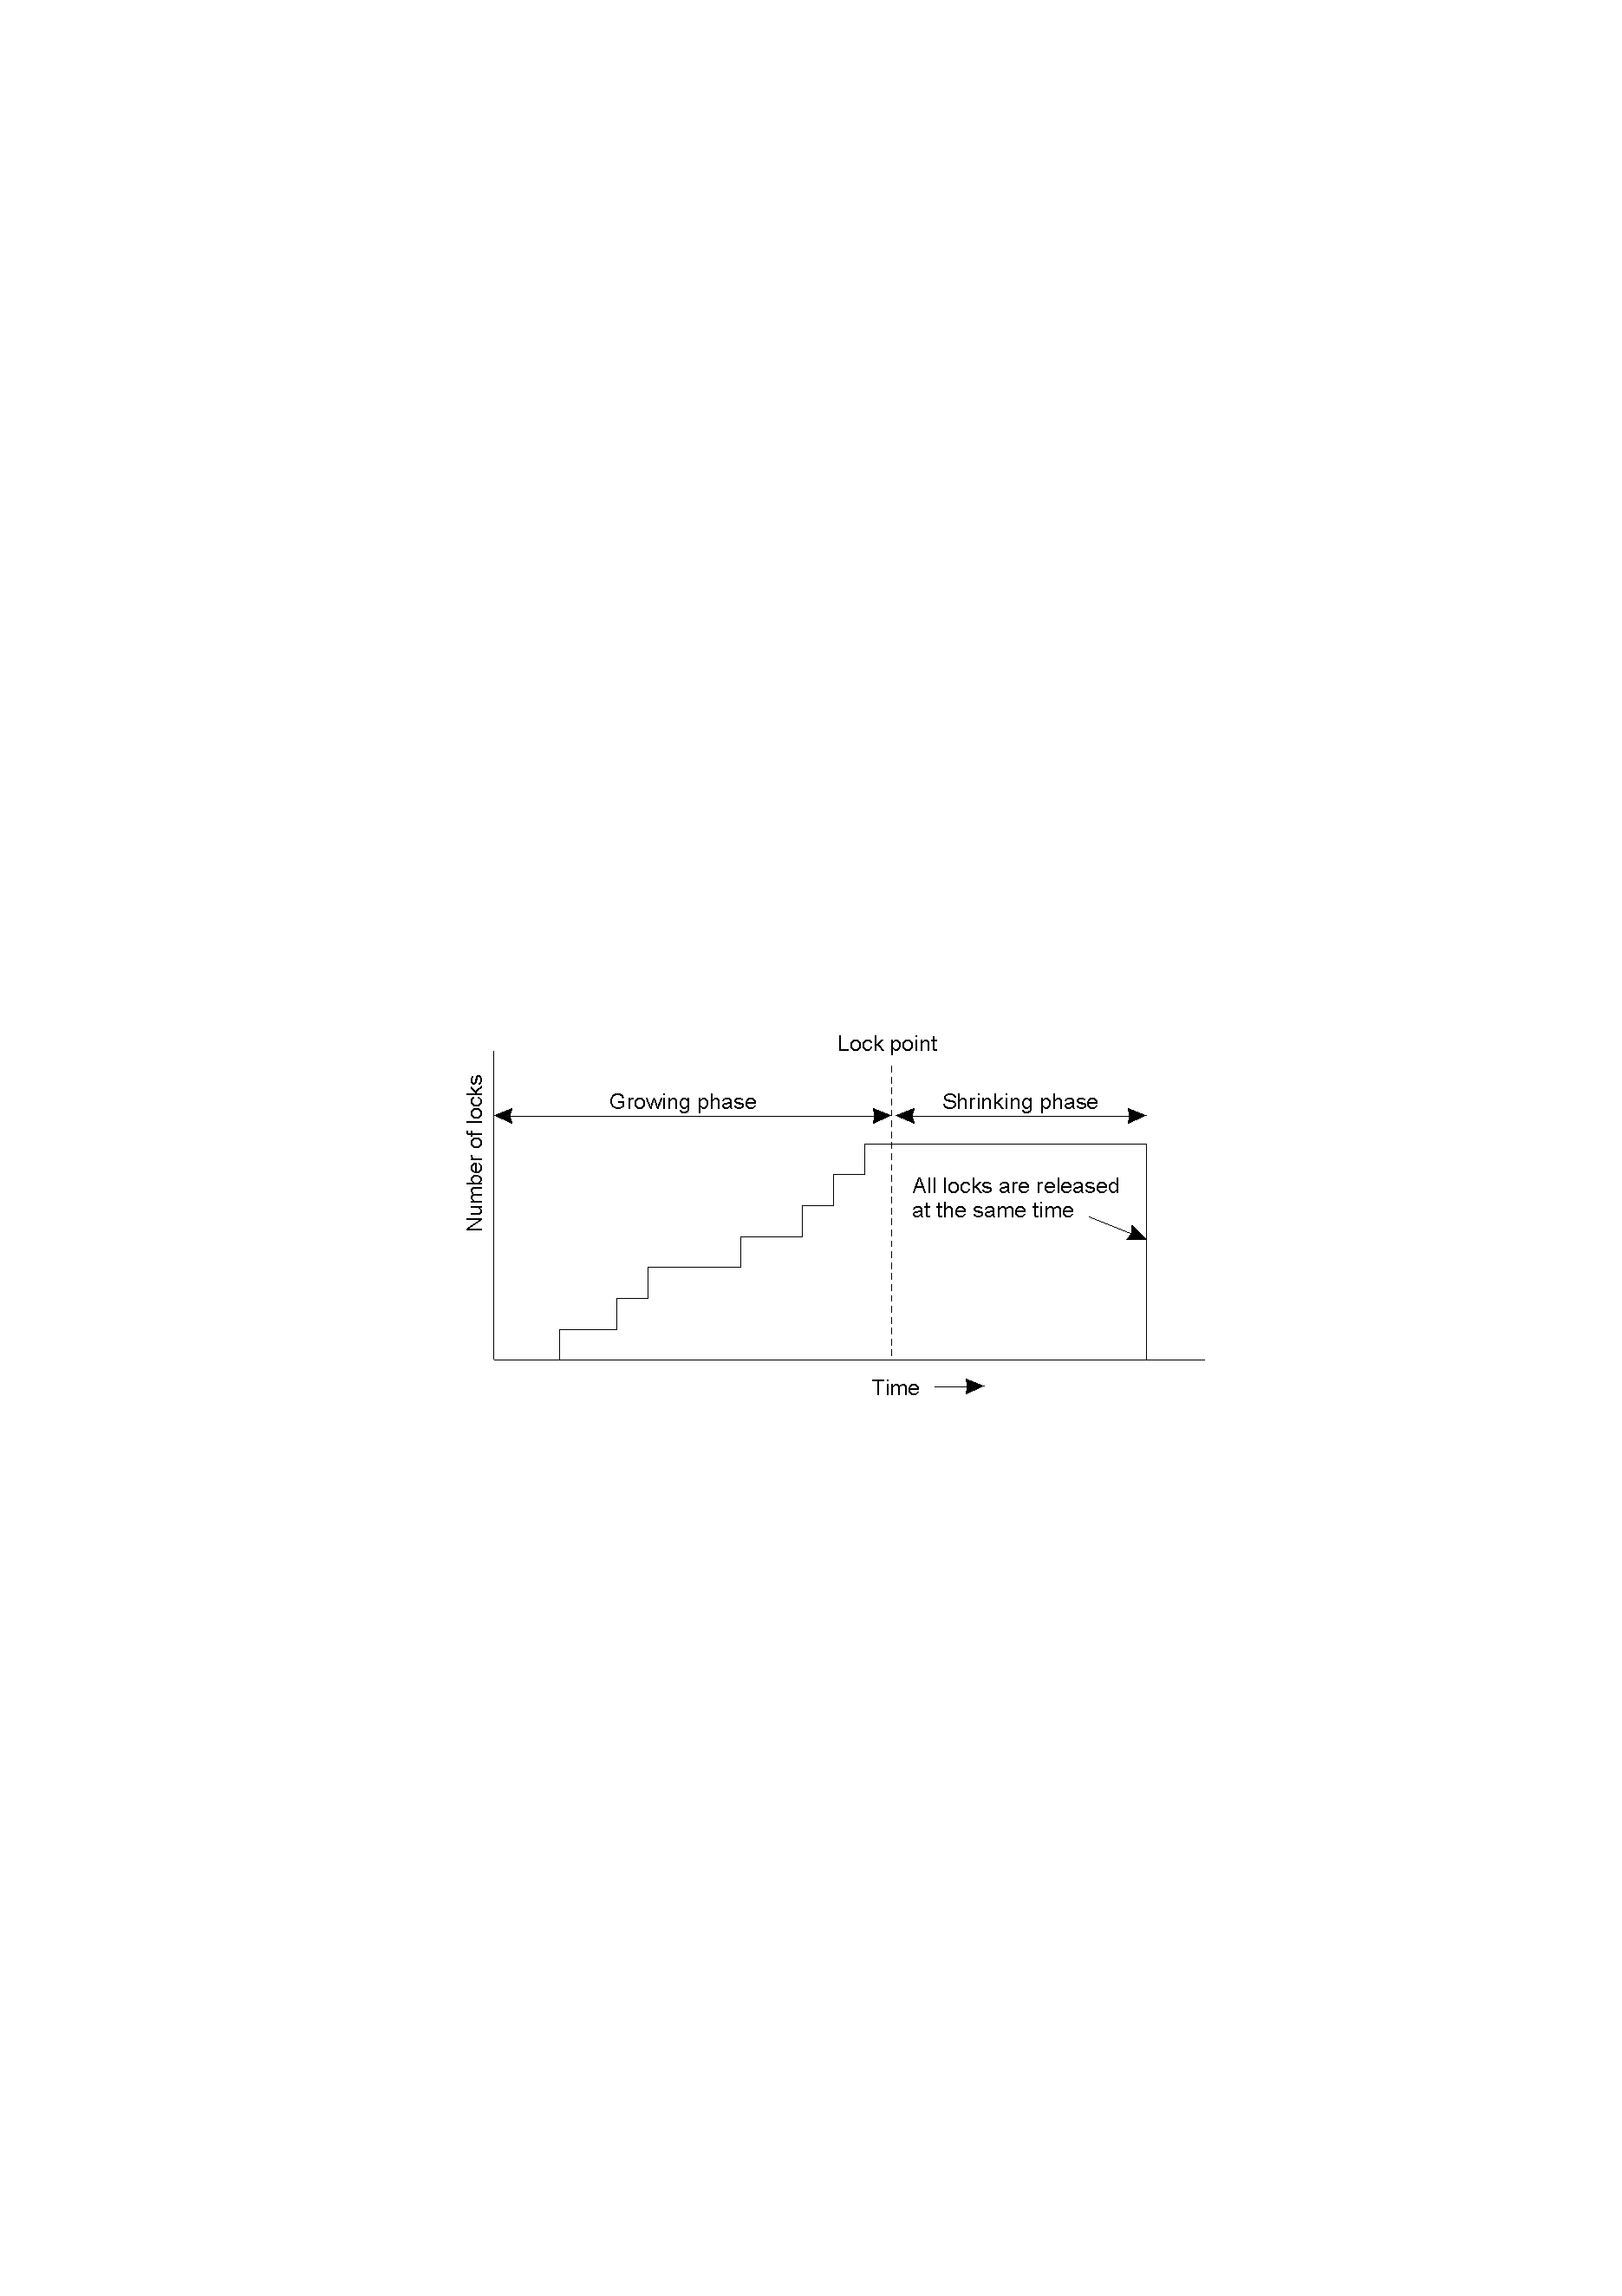 Lock point
Growing phase
Shrinking phase
Number of locks
All locks are released
at the same time
Time